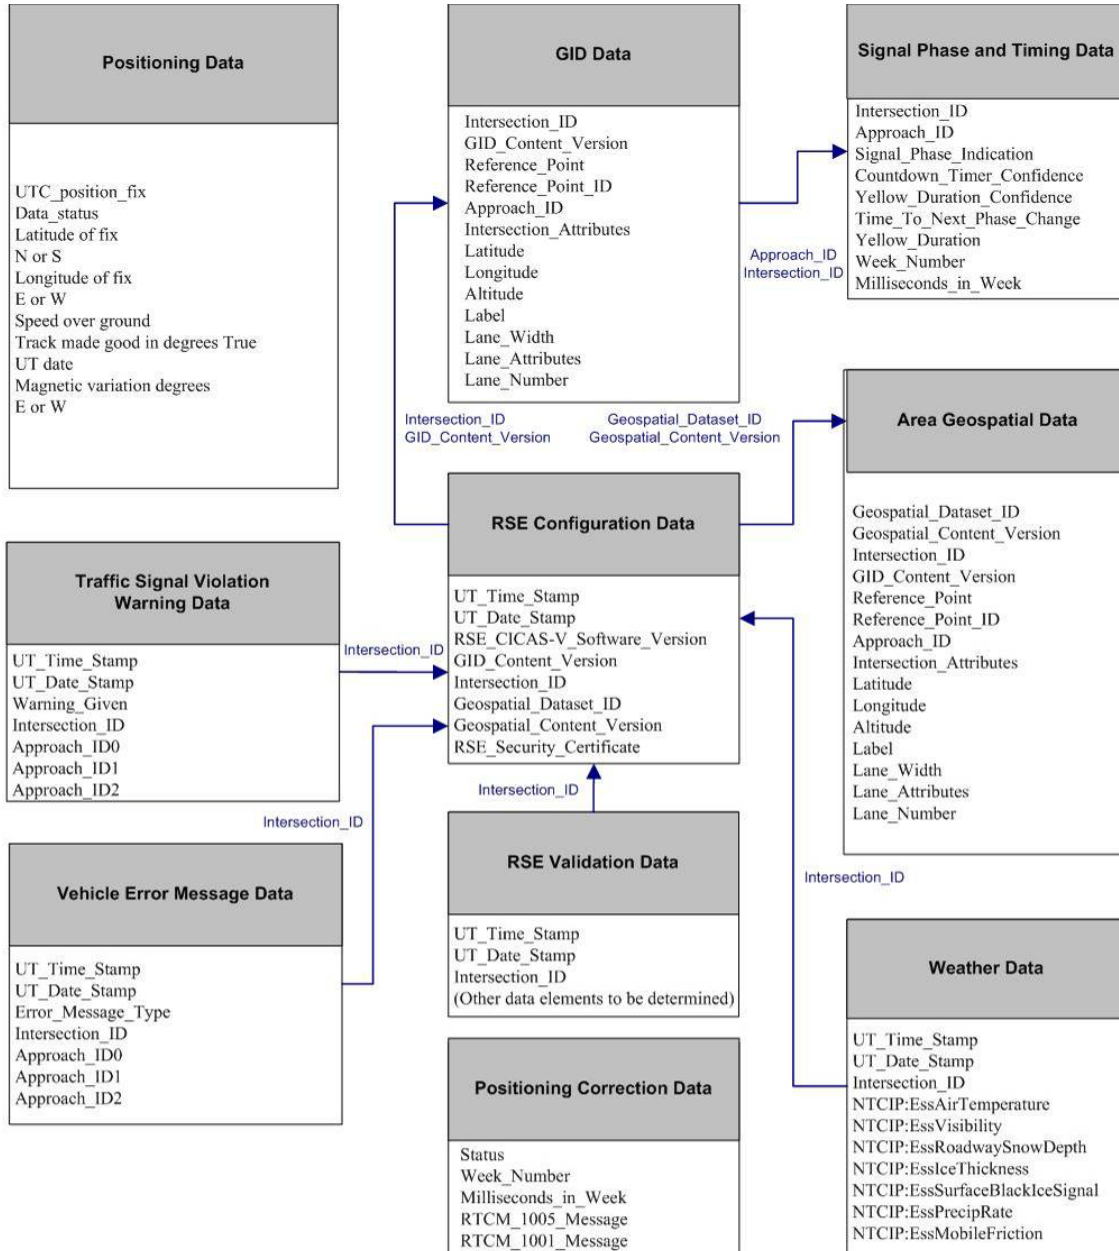 Positioning Data
UTC_position_fix
Data_status
Latitude of fix
N or S
Longitude of fix
E or W
Speed over ground
Track made good in degrees True
UT date
Magnetic variation degrees
E or W
GID Data
Intersection_ID
GID_Content_Version
Reference_Point
Reference_Point_ID
Approach_ID
Intersection_Attributes
Latitude
Longitude
Altitude
Label
Lane_Width
Lane_Attributes
Lane_Number
Signal Phase and Timing Data
Intersection_ID
Approach_ID
Signal_Phase_Indication
Countdown_Timer_Confidence
Yellow_Duration_Confidence
Time_To_Next_Phase_Change
Yellow_Duration
Week_Number
Milliseconds_in_Week
Approach_ID
Intersection_ID
Intersection_ID
GID_Content_Version
Geospatial_Dataset_ID
Geospatial_Content_Version
Area Geospatial Data
Geospatial_Dataset_ID
Geospatial_Content_Version
Intersection_ID
GID_Content_Version
Reference_Point
Reference_Point_ID
Approach_ID
Intersection_Attributes
Latitude
Longitude
Altitude
Label
Lane_Width
Lane_Attributes
Lane_Number
RSE Configuration Data
UT_Time_Stamp
UT_Date_Stamp
RSE_CICAS-V_Software_Version
GID_Content_Version
Intersection_ID
Geospatial_Dataset_ID
Geospatial_Content_Version
RSE_Security_Certificate
Traffic Signal Violation
Warning Data
UT_Time_Stamp
UT_Date_Stamp
Warning_Given
Intersection_ID
Approach_ID0
Approach_ID1
Approach_ID2
Intersection_ID
Intersection_ID
Intersection_ID
Intersection_ID
Vehicle Error Message Data
UT_Time_Stamp
UT_Date_Stamp
Error_Message_Type
Intersection_ID
Approach_ID0
Approach_ID1
Approach_ID2
RSE Validation Data
UT_Time_Stamp
UT_Date_Stamp
Intersection_ID
(Other data elements to be determined)
Positioning Correction Data
Status
Week_Number
Milliseconds_in_Week
RTCM_1005_Message
RTCM_1001_Message
Weather Data
UT_Time_Stamp
UT_Date_Stamp
Intersection_ID
NTCIP:EssAirTemperature
NTCIP:EssVisibility
NTCIP:EssRoadwaySnowDepth
NTCIP:EssIceThickness
NTCIP:EssSurfaceBlackIceSignal
NTCIP:EssPrecipRate
NTCIP:EssMobileFriction